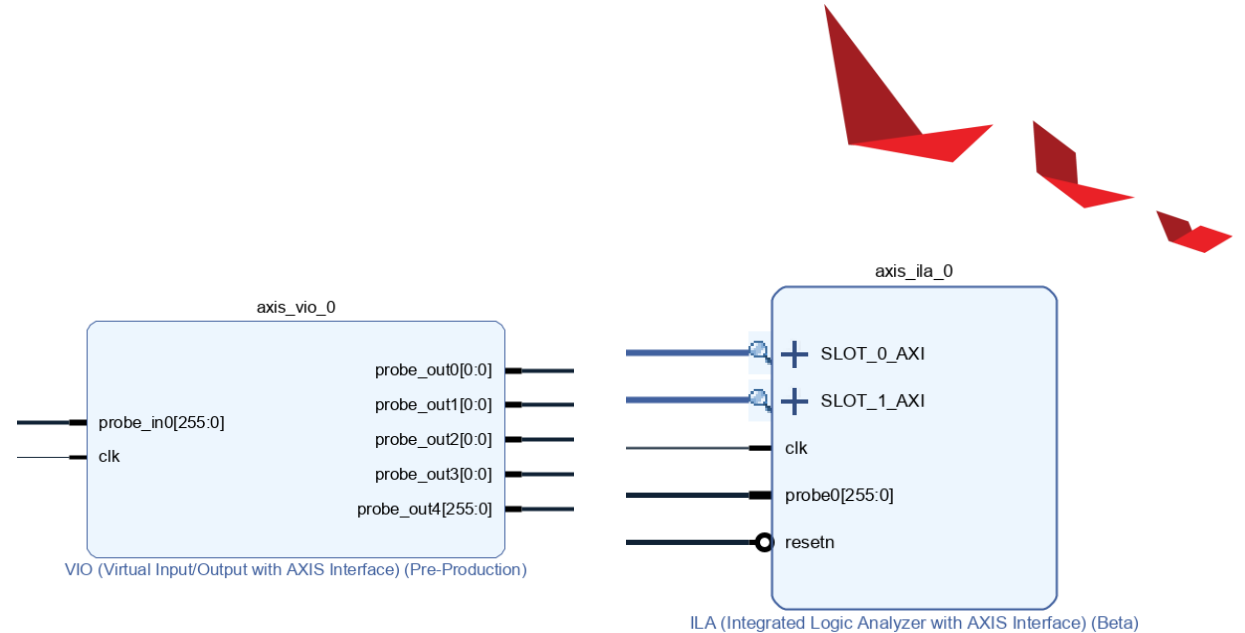 axis_vio_0
probe_in0[255:0]
clk
probe_out0[0:0]
probe_out1[0:0]
probe_out2[0:0]
probe_out3[0:0]
probe_out4[255:0]
VIO (Virtual Input/Output with AXIS Interface) (Pre-Production)
axis_ila_0
SLOT_0_AXI
SLOT_1_AXI
clk
probe0[255:0]
resetn
ILA (Integrated Logic Analyzer with AXIS Interface) (Beta)